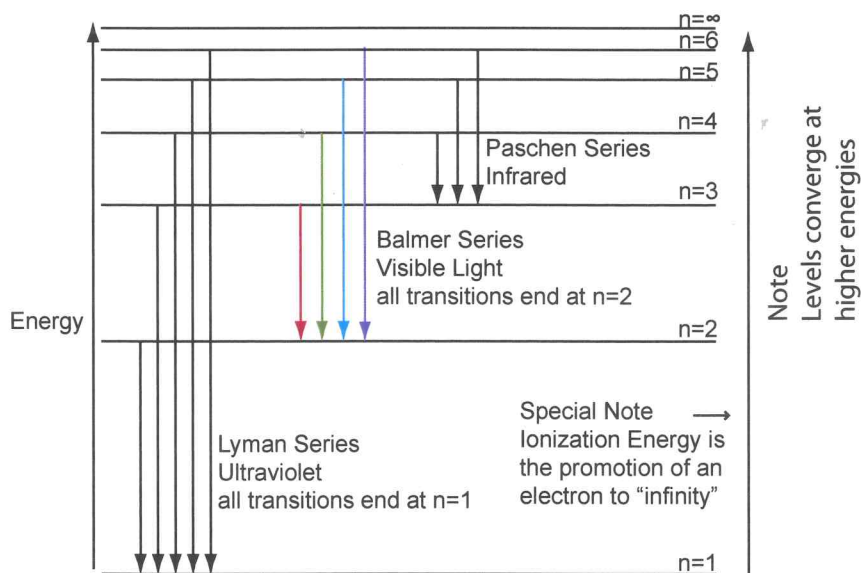 n=∞
n=6
n=5
n=4
Paschen Series
Infrared
n=3
Balmer Series
Visible Light
all transitions end at n=2
Energy
n=2
Lyman Series
Ultraviolet
all transitions end at n=1
Special Note →
Ionization Energy is
the promotion of an
electron to “infinity”
n=1
Note
Levels converge at
higher energies